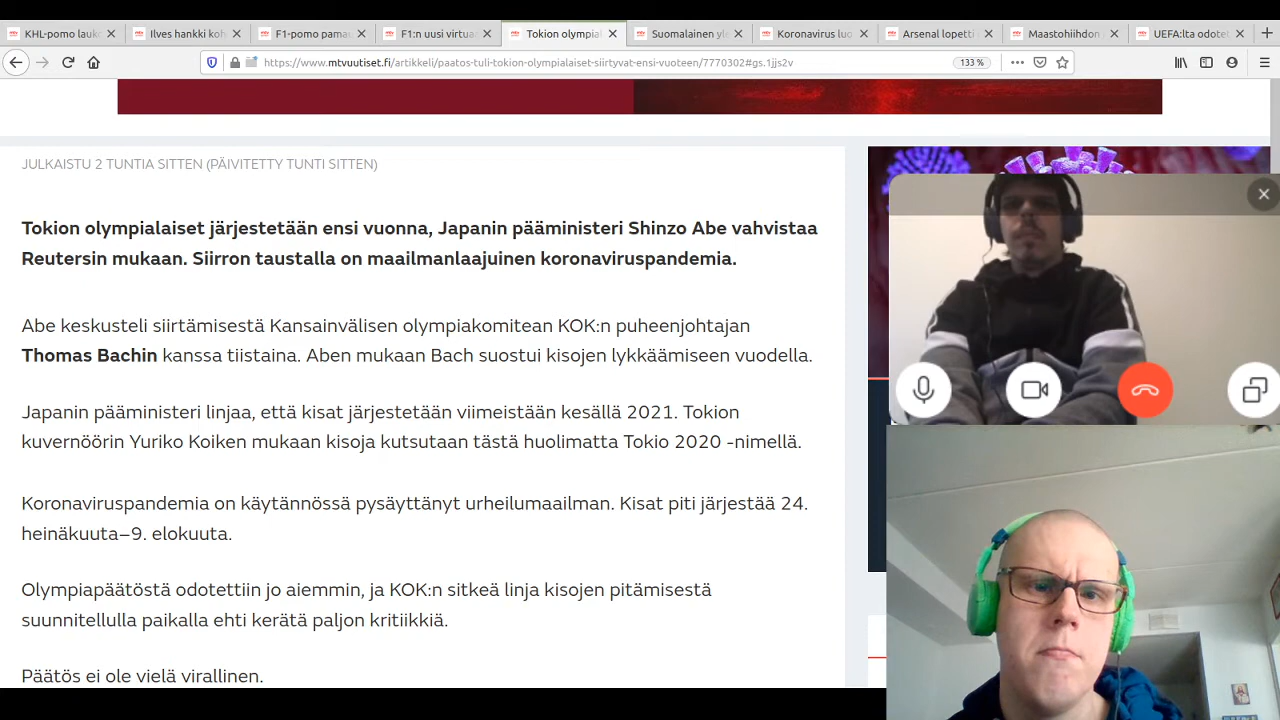 KHL-pomo lauko
Ilves hankki koh
F1-pomo pama
F1:n uusi virtua
Tokion olympia
Suomalainen yle
Koronavirus luo
Arsenal lopetti
Maastohiihdon
UEFA:lta odote
https://www.mtvuutiset.fi/artikkeli/paatos-tuli-tokion-olympialaiset-siirtyvat-ensi-vuoteen/7770302#gs.1jjs2v
133 %
JULKAISTU 2 TUNTIA SITTEN (PÄIVITETTY TUNTI SITTEN)
Tokion olympialaiset järjestetään ensi vuonna, Japanin pääministeri Shinzo Abe vahvistaa
Reutersin mukaan. Siirron taustalla on maailmanlaajuinen koronaviruspandemia.
Abe keskusteli siirtämisestä Kansainvälisen olympiakomitean KOK:n puheenjohtajan
Thomas Bachin kanssa tiistaina. Aben mukaan Bach suostui kisojen lykkäämiseen vuodella.
Japanin pääministeri linjaa, että kisat järjestetään viimeistään kesällä 2021. Tokion
kuvernöörin Yuriko Koiken mukaan kisoja kutsutaan tästä huolimatta Tokio 2020 -nimellä.
Koronaviruspandemia on käytännössä pysäyttänyt urheilumaailman. Kisat piti järjestää 24.
heinäkuuta–9. elokuuta.
Olympiapäätöstä odotettiin jo aiemmin, ja KOK:n sitkeä linja kisojen pitämisestä
suunnitellulla paikalla ehti kerätä paljon kritiikkiä.
Päätös ei ole vielä virallinen.